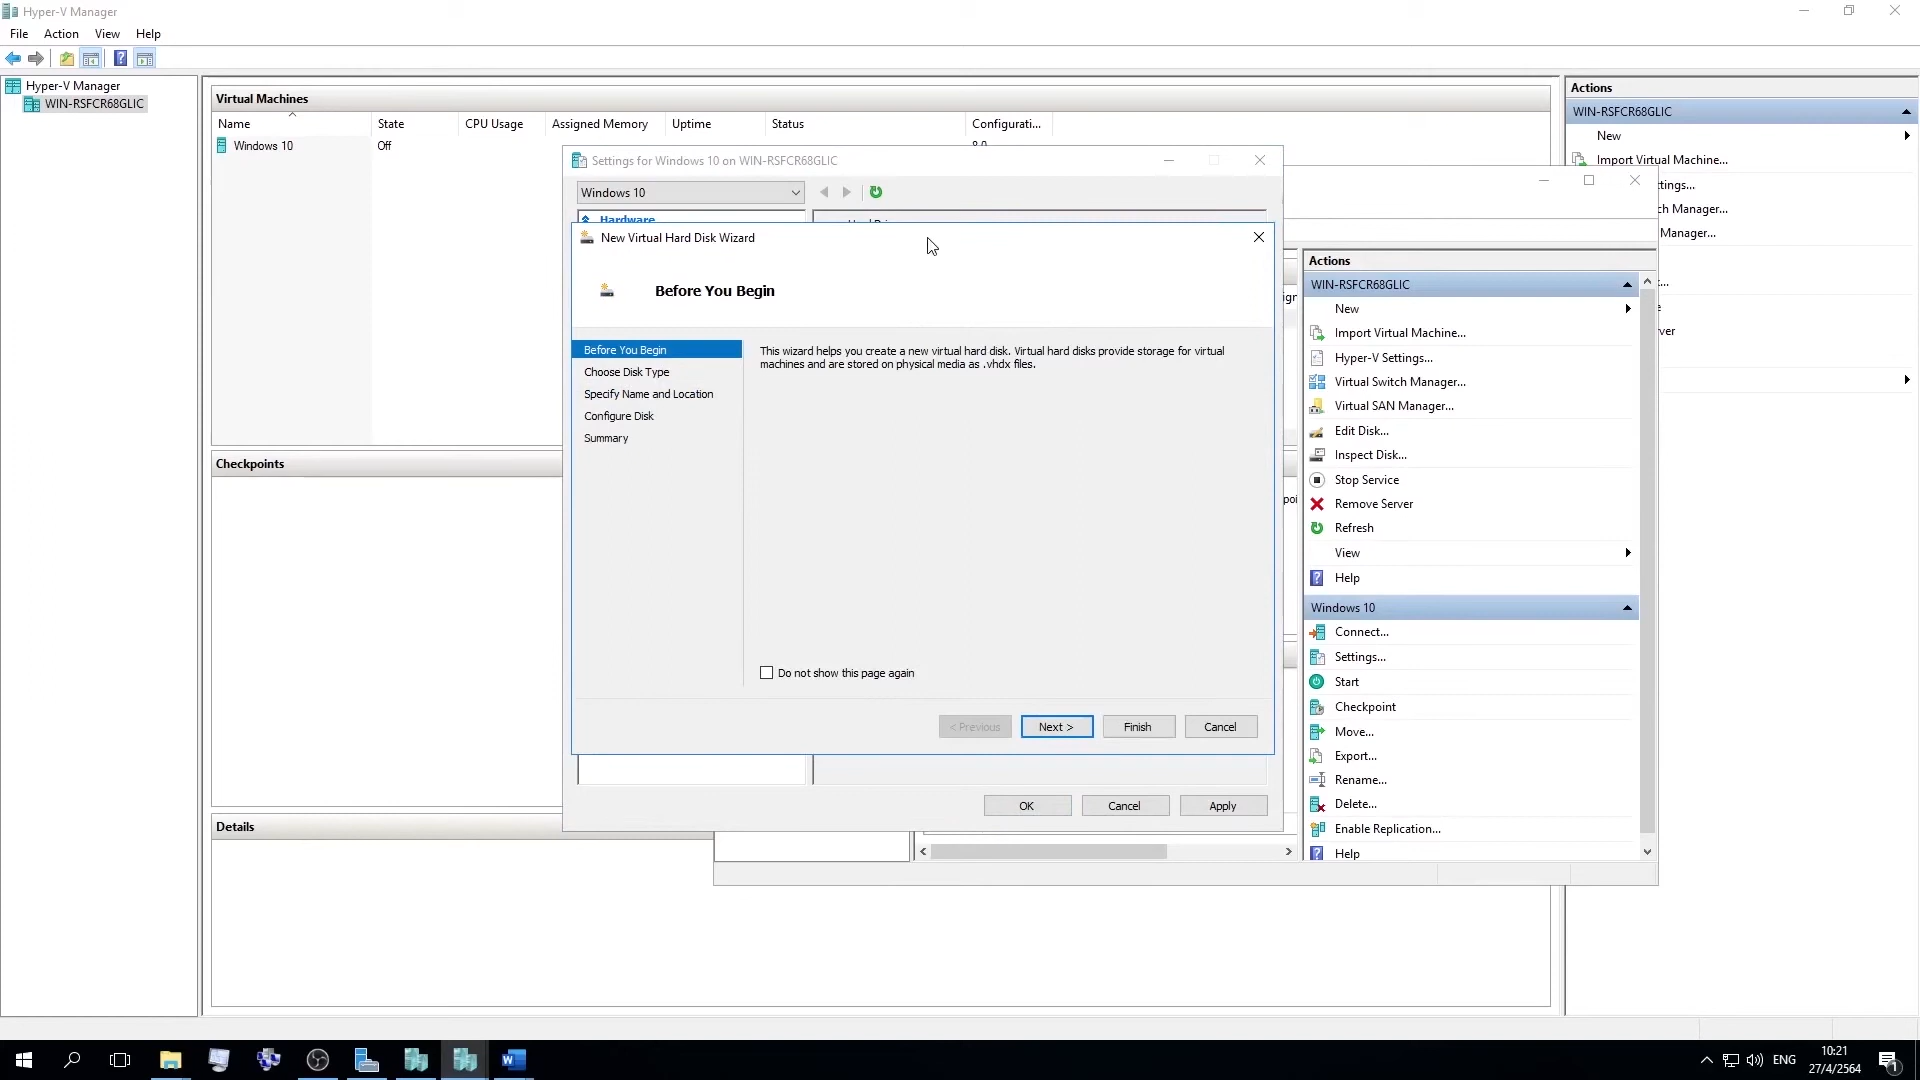 Hyper-V Manager
File Action View Help
Hyper-V Manager
WIN-RSFCR68GLIC
Virtual Machines
Name State CPU Usage Assigned Memory Uptime Status Configurati...
Windows 10 Off
Checkpoints
Details
Actions
WIN-RSFCR68GLIC
New
Import Virtual Machine...
Settings for Windows 10 on WIN-RSFCR68GLIC
Windows 10
Hardware
New Virtual Hard Disk Wizard
Before You Begin
Before You Begin
Choose Disk Type
Specify Name and Location
Configure Disk
Summary
This wizard helps you create a new virtual hard disk. Virtual hard disks provide storage for virtual
machines and are stored on physical media as .vhdx files.
Do not show this page again
< Previous Next > Finish Cancel
OK Cancel Apply
Actions
WIN-RSFCR68GLIC
New
Import Virtual Machine...
Hyper-V Settings...
Virtual Switch Manager...
Virtual SAN Manager...
Edit Disk...
Inspect Disk...
Stop Service
Remove Server
Refresh
View
Help
Windows 10
Connect...
Settings...
Start
Checkpoint
Move...
Export...
Rename...
Delete...
Enable Replication...
Help
ttings...
ch Manager...
Manager...
ENG
10:21
27/4/2564